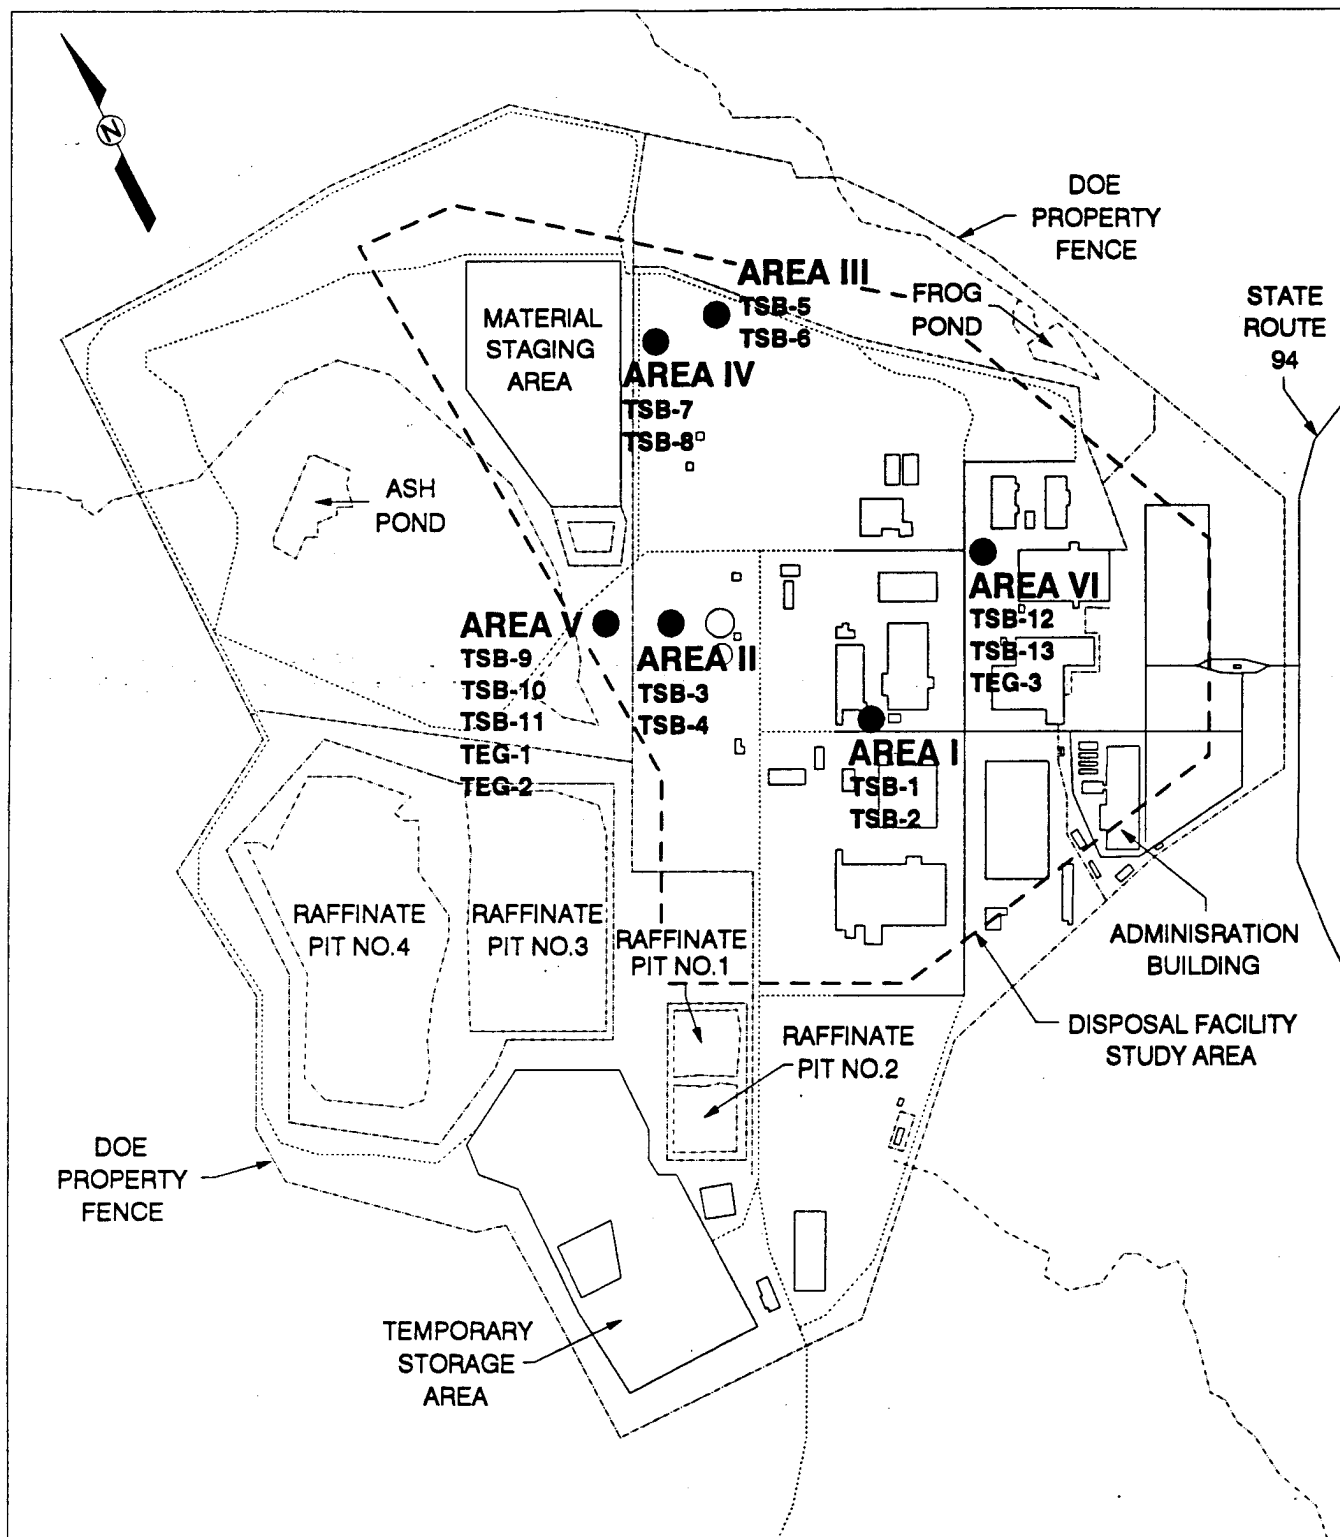 N
DOE
PROPERTY
FENCE
AREA III
TSB-5
TSB-6
FROG
POND
STATE
ROUTE
94
MATERIAL
STAGING
AREA
AREA IV
TSB-7
TSB-8
ASH
POND
AREA VI
TSB-12
TSB-13
TEG-3
AREA V
TSB-9
TSB-10
TSB-11
TEG-1
TEG-2
AREA II
TSB-3
TSB-4
AREA I
TSB-1
TSB-2
RAFFINATE
PIT NO.4
RAFFINATE
PIT NO.3
RAFFINATE
PIT NO.1
ADMINISRATION
BUILDING
RAFFINATE
PIT NO.2
DISPOSAL FACILITY
STUDY AREA
DOE
PROPERTY
FENCE
TEMPORARY
STORAGE
AREA